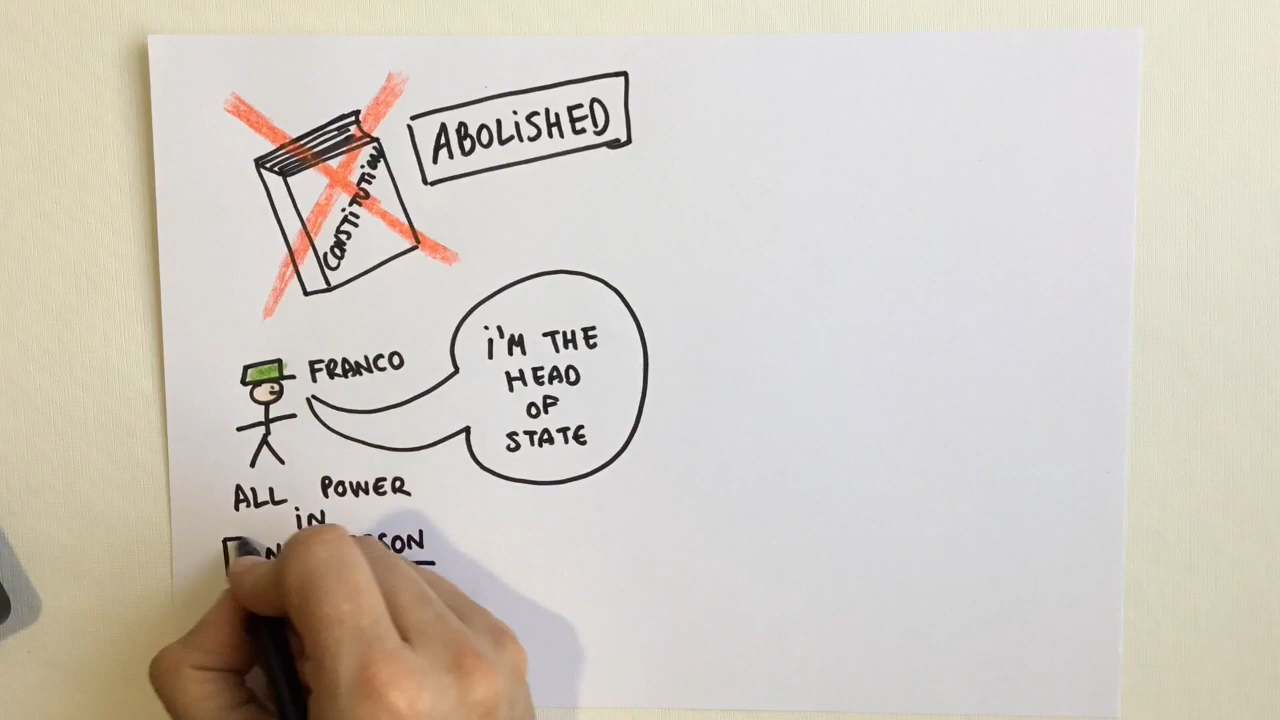 ABOLiSHED
CONSTiTUTiON
FRANCO
i'M THE
HEAD
OF
STATE
ALL POWER
iN